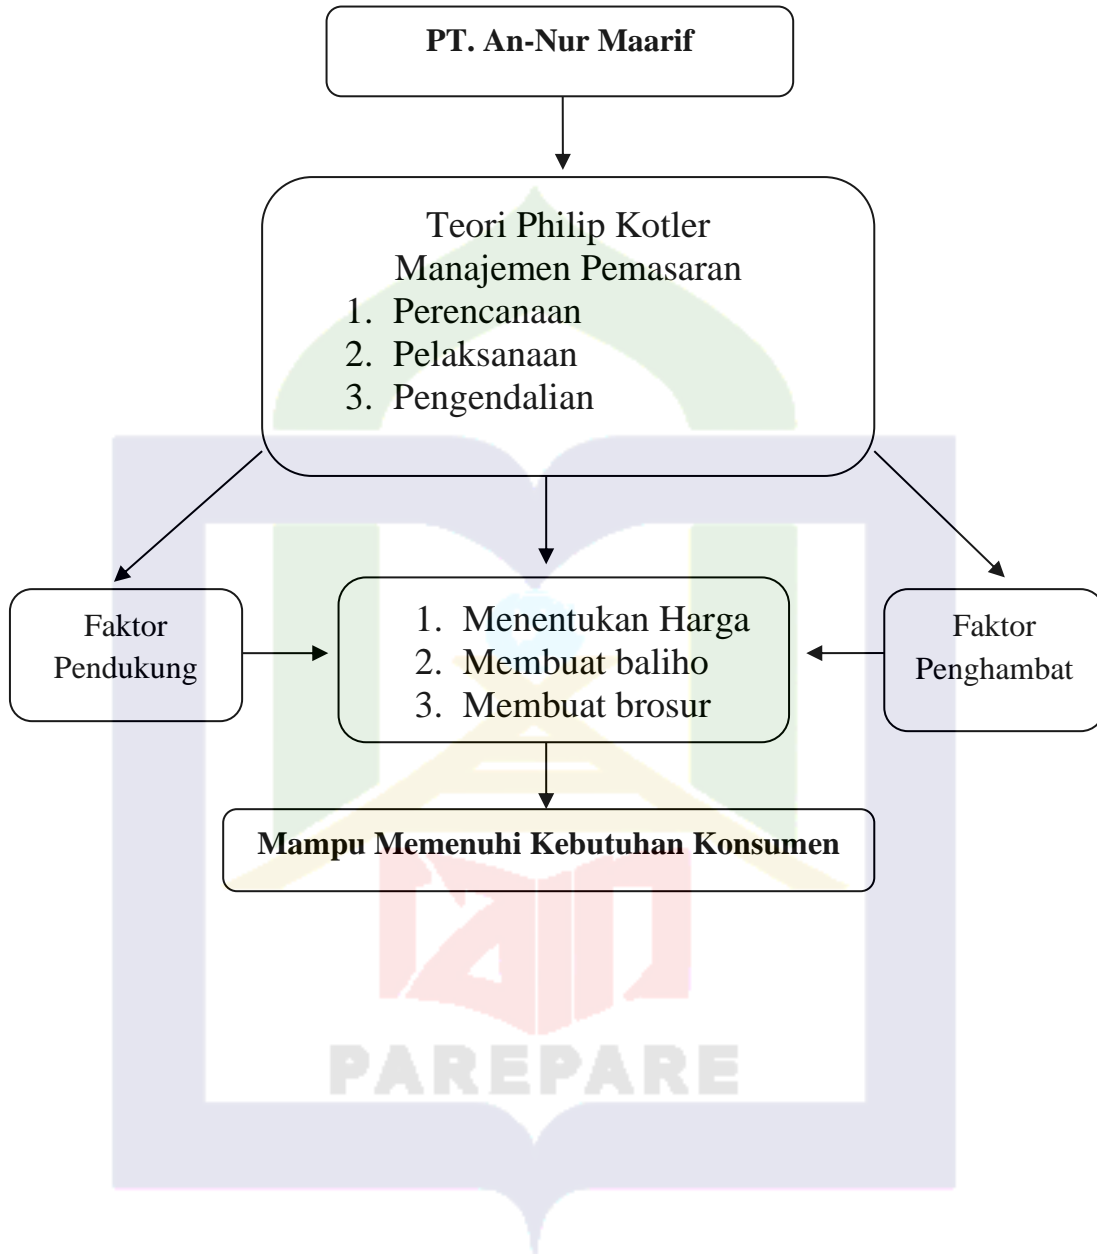 PT. An-Nur Maarif
Teori Philip Kotler
Manajemen Pemasaran
1. Perencanaan
2. Pelaksanaan
3. Pengendalian
Faktor
Pendukung
1. Menentukan Harga
2. Membuat baliho
3. Membuat brosur
Faktor
Penghambat
Mampu Memenuhi Kebutuhan Konsumen
PAREPARE